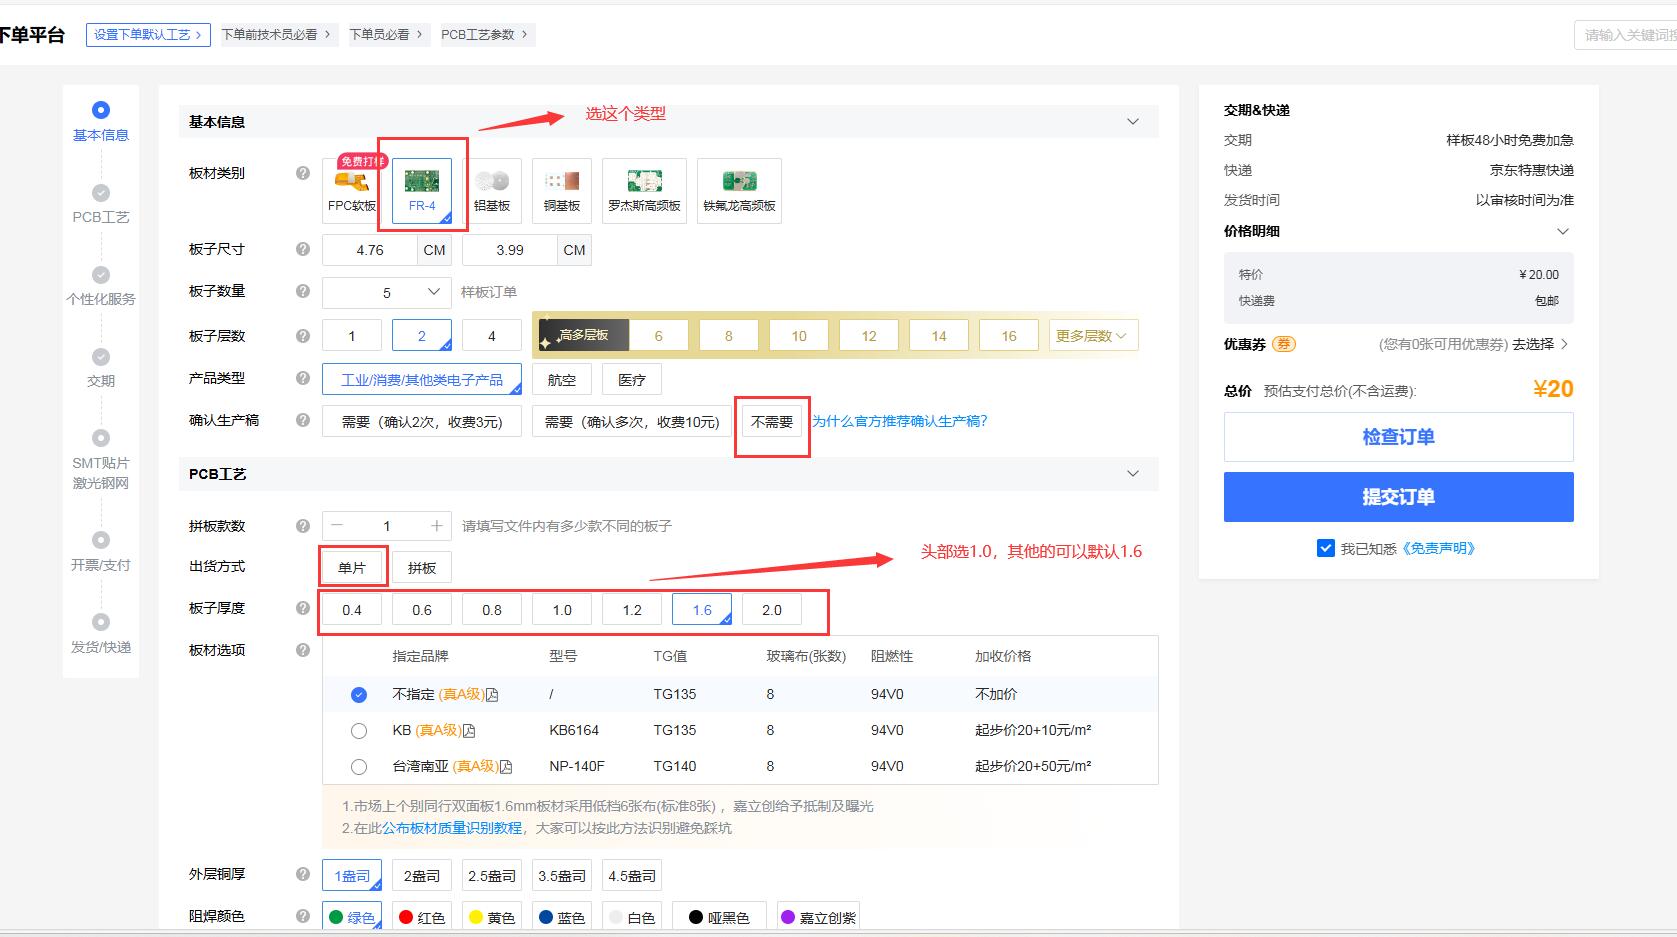 下单平台
设置下单默认工艺 >
下单前技术员必看 >
下单员必看 >
PCB工艺参数 >
请输入关键词搜
基本信息
PCB工艺
个性化服务
交期
SMT贴片
激光钢网
开票/支付
发货/快递
基本信息
选这个类型
板材类别
免费打样
FPC软板
FR-4
铝基板
铜基板
罗杰斯高频板
铁氟龙高频板
板子尺寸
4.76 CM
3.99 CM
板子数量
5
样板订单
板子层数
1
2
4
高多层板
6
8
10
12
14
16
更多层数
产品类型
工业/消费/其他类电子产品
航空
医疗
确认生产稿
需要（确认2次，收费3元)
需要（确认多次，收费10元)
不需要
为什么官方推荐确认生产稿?
PCB工艺
拼板款数
1
请填写文件内有多少款不同的板子
出货方式
单片
拼板
头部选1.0，其他的可以默认1.6
板子厚度
0.4
0.6
0.8
1.0
1.2
1.6
2.0
板材选项
指定品牌 型号 TG值 玻璃布(张数) 阻燃性 加收价格
不指定 (真A级) / TG135 8 94V0 不加价
KB (真A级) KB6164 TG135 8 94V0 起步价20+10元/m²
台湾南亚 (真A级) NP-140F TG140 8 94V0 起步价20+50元/m²
1.市场上个别同行双面板1.6mm板材采用低档6张布(标准8张) ，嘉立创给予抵制及曝光
2.在此公布板材质量识别教程，大家可以按此方法识别避免踩坑
外层铜厚
1盎司
2盎司
2.5盎司
3.5盎司
4.5盎司
阻焊颜色
绿色
红色
黄色
蓝色
白色
哑黑色
嘉立创紫
交期&快递
交期 样板48小时免费加急
快递 京东特惠快递
发货时间 以审核时间为准
价格明细
特价 ¥20.00
快递费 包邮
优惠券 券 (您有0张可用优惠券) 去选择 >
总价 预估支付总价(不含运费): ¥20
检查订单
提交订单
我已知悉《免责声明》